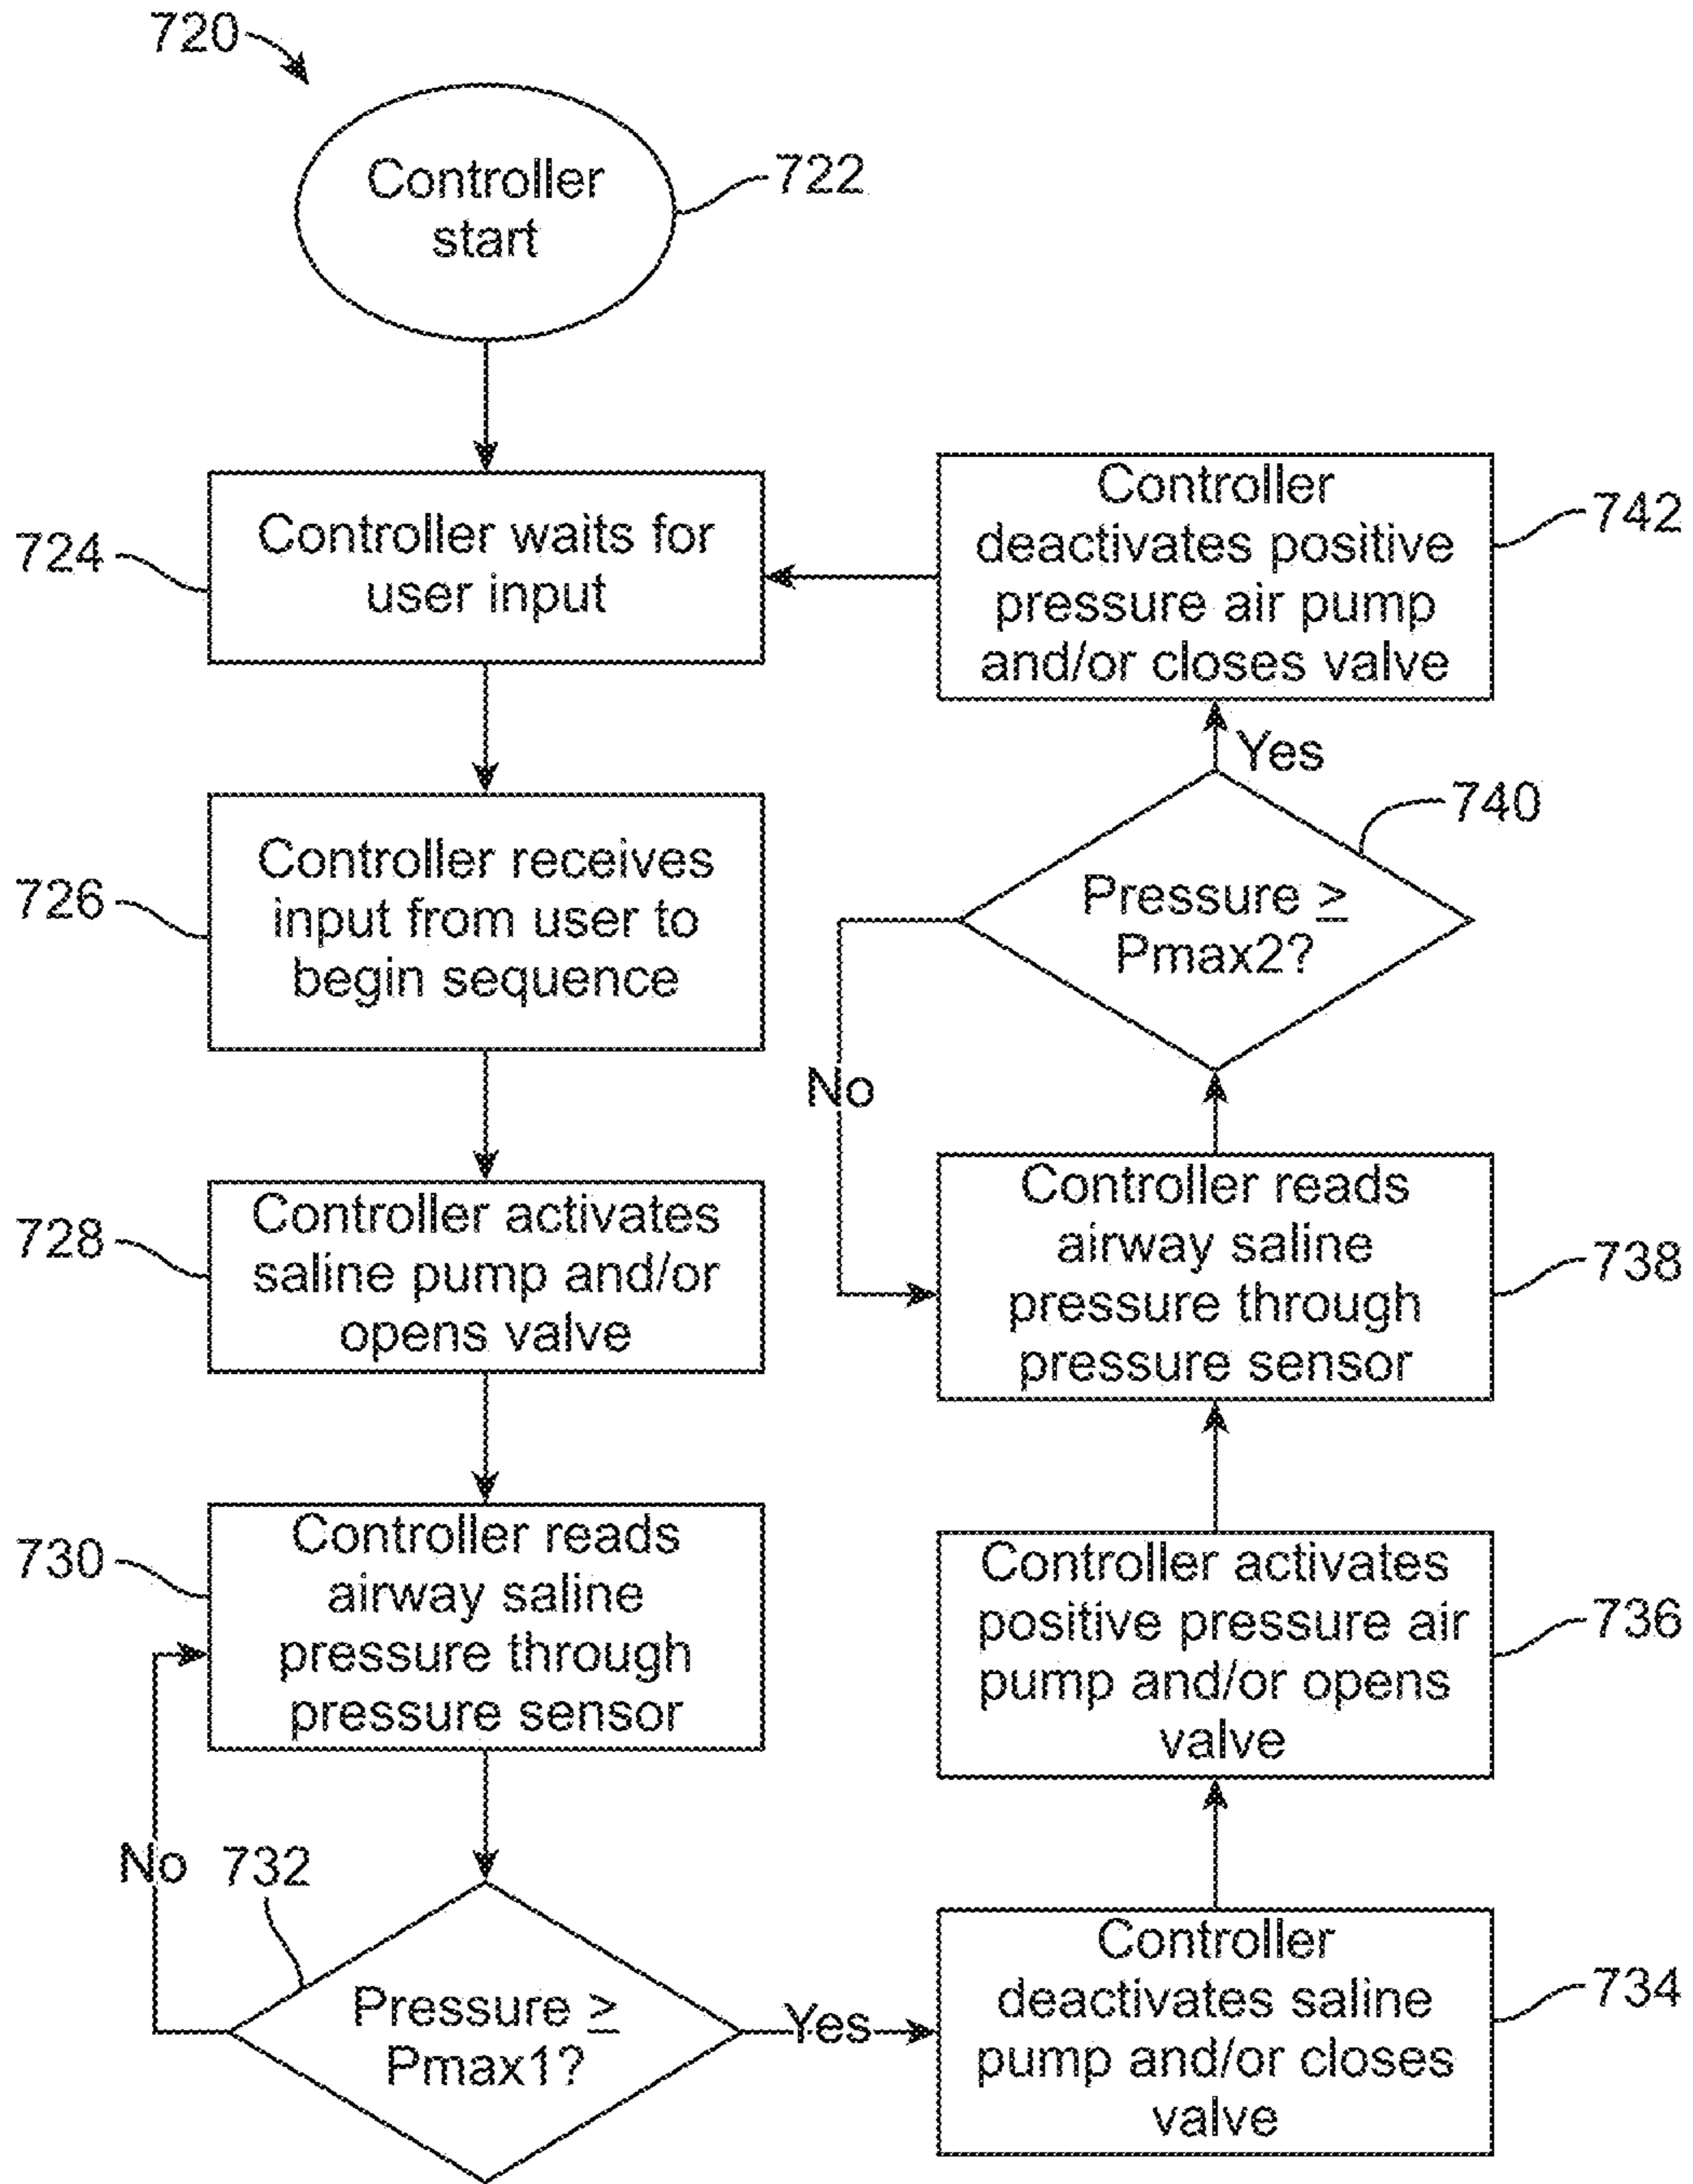 720
Controller
start
722
724
Controller waits for
user input
726
Controller receives
input from user to
begin sequence
728
Controller activates
saline pump and/or
opens valve
730
Controller reads
airway saline
pressure through
pressure sensor
No
732
Pressure ≥
Pmax1?
Yes
Controller
deactivates saline
pump and/or closes
valve
734
Controller activates
positive pressure air
pump and/or opens
valve
736
Controller reads
airway saline
pressure through
pressure sensor
738
No
Pressure ≥
Pmax2?
740
Yes
Controller
deactivates positive
pressure air pump
and/or closes valve
742